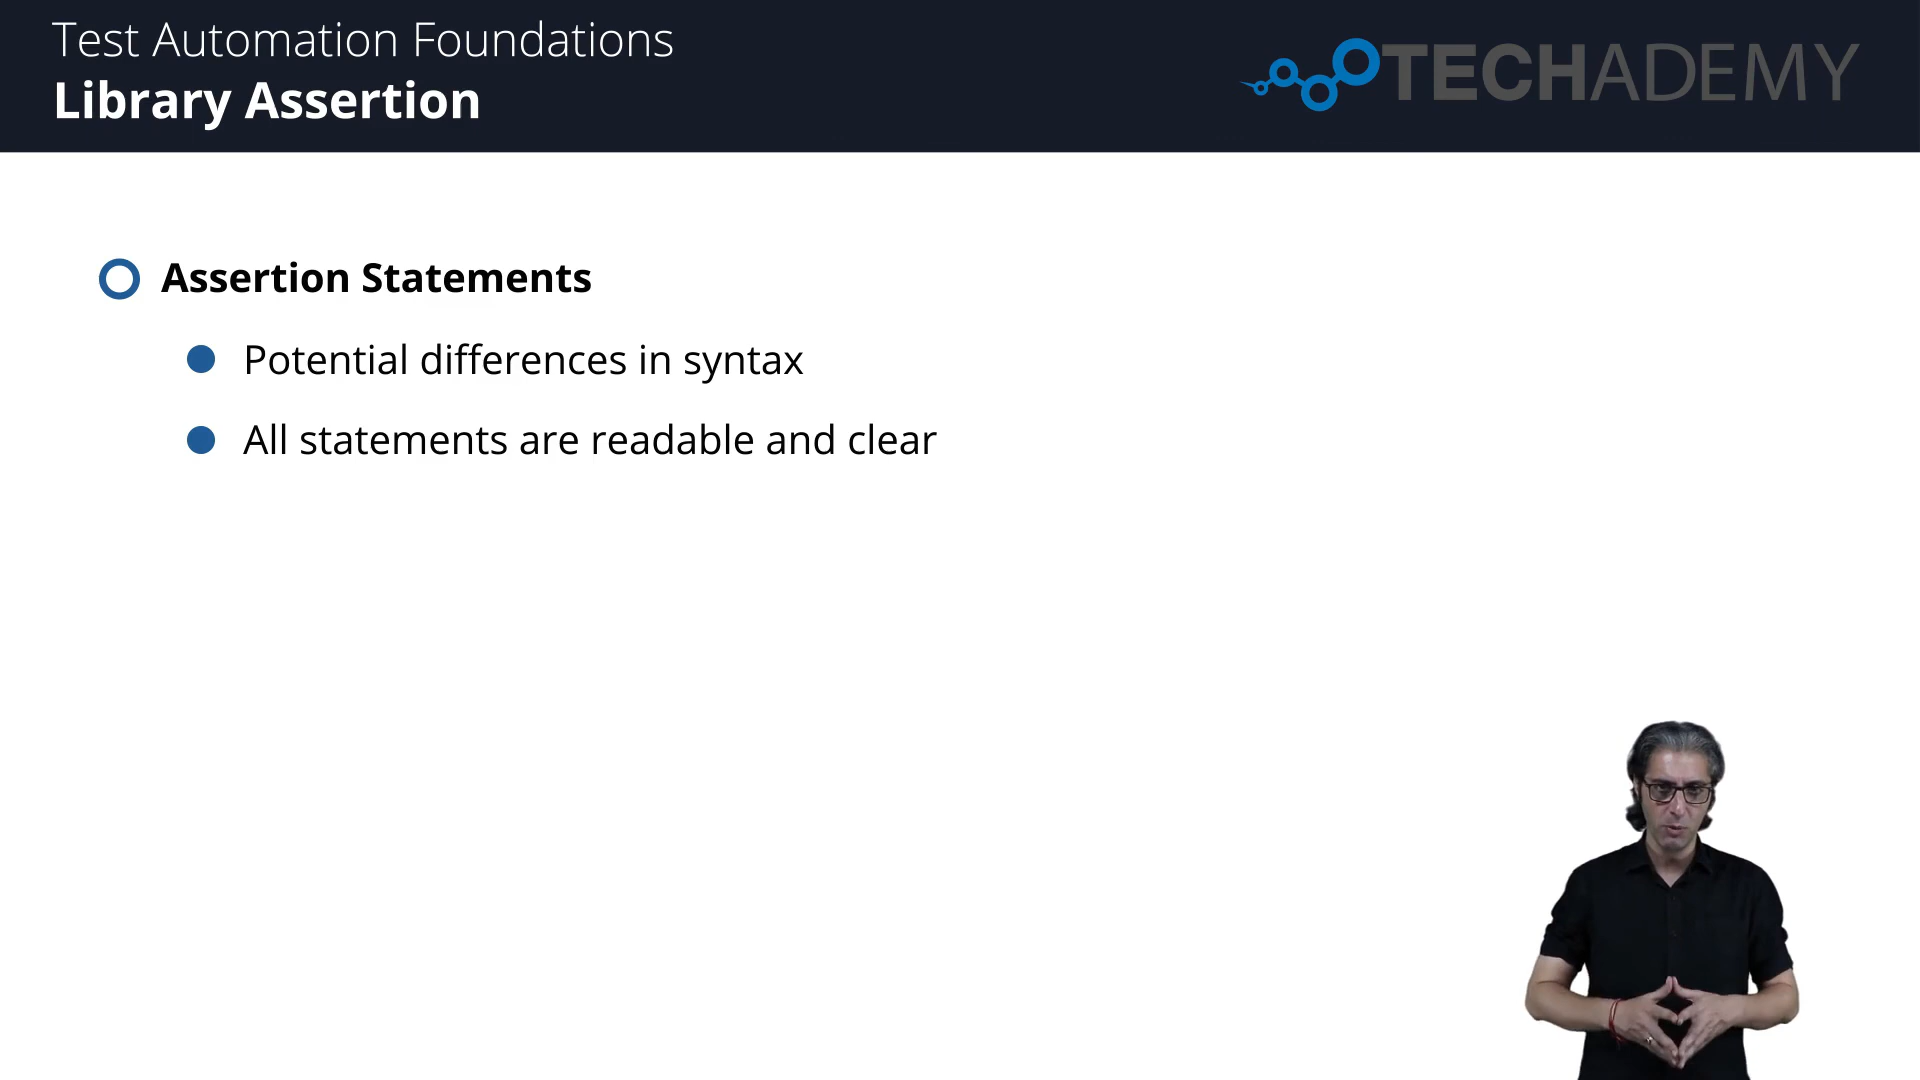 Test Automation Foundations
Library Assertion
TECHADEMY
Assertion Statements
Potential differences in syntax
All statements are readable and clear